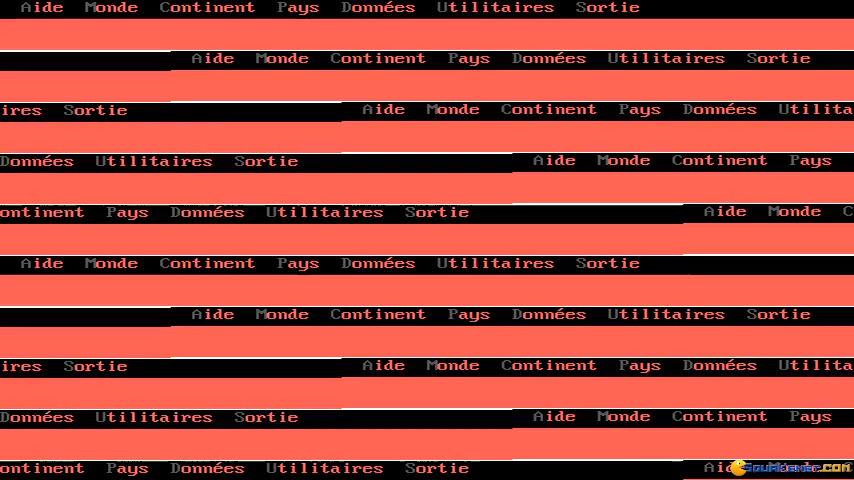 Aide Monde Continent Pays Données Utilitaires Sortie
Aide Monde Continent Pays Données Utilitaires Sortie
ires Sortie Aide Monde Continent Pays Données Utilita
Données Utilitaires Sortie Aide Monde Continent Pays
ontinent Pays Données Utilitaires Sortie Aide Monde C
Aide Monde Continent Pays Données Utilitaires Sortie
Aide Monde Continent Pays Données Utilitaires Sortie
ires Sortie Aide Monde Continent Pays Données Utilita
Données Utilitaires Sortie Aide Monde Continent Pays
ontinent Pays Données Utilitaires Sortie